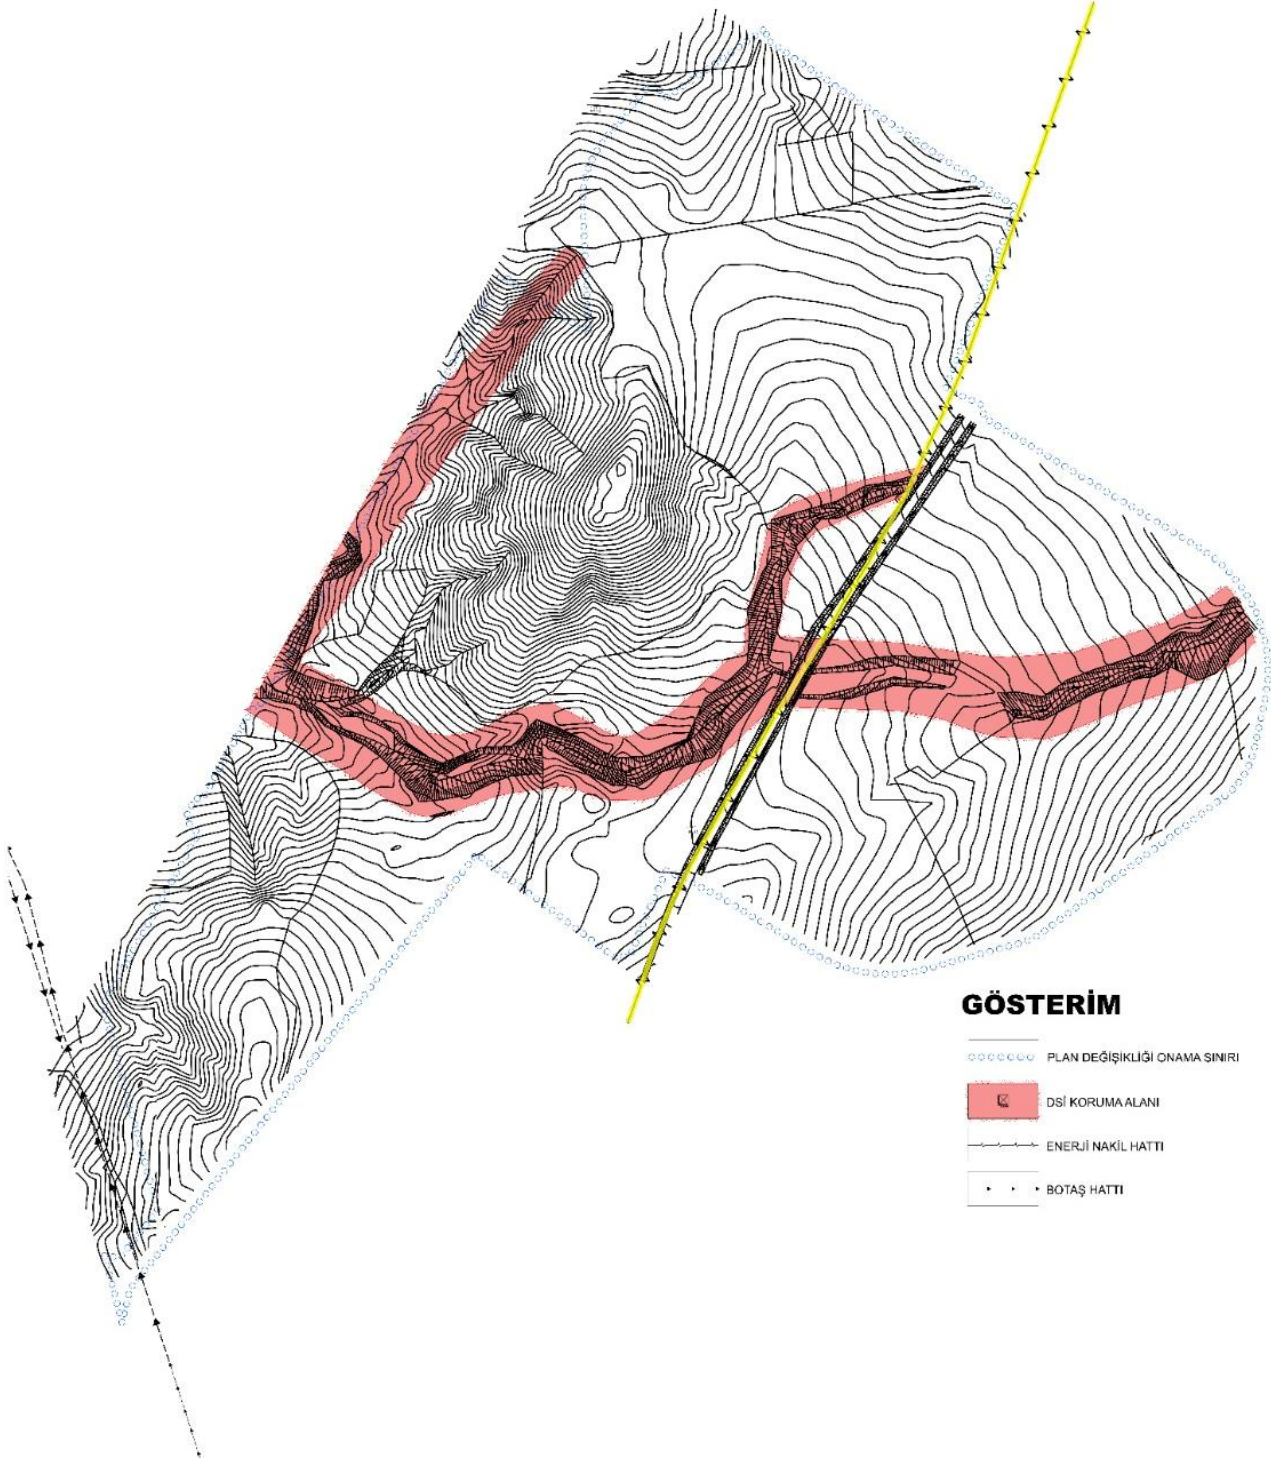 GÖSTERİM
PLAN DEĞİŞİKLİĞİ ONAMA SINIRI
DSİ KORUMA ALANI
ENERJİ NAKİL HATTI
BOTAŞ HATTI